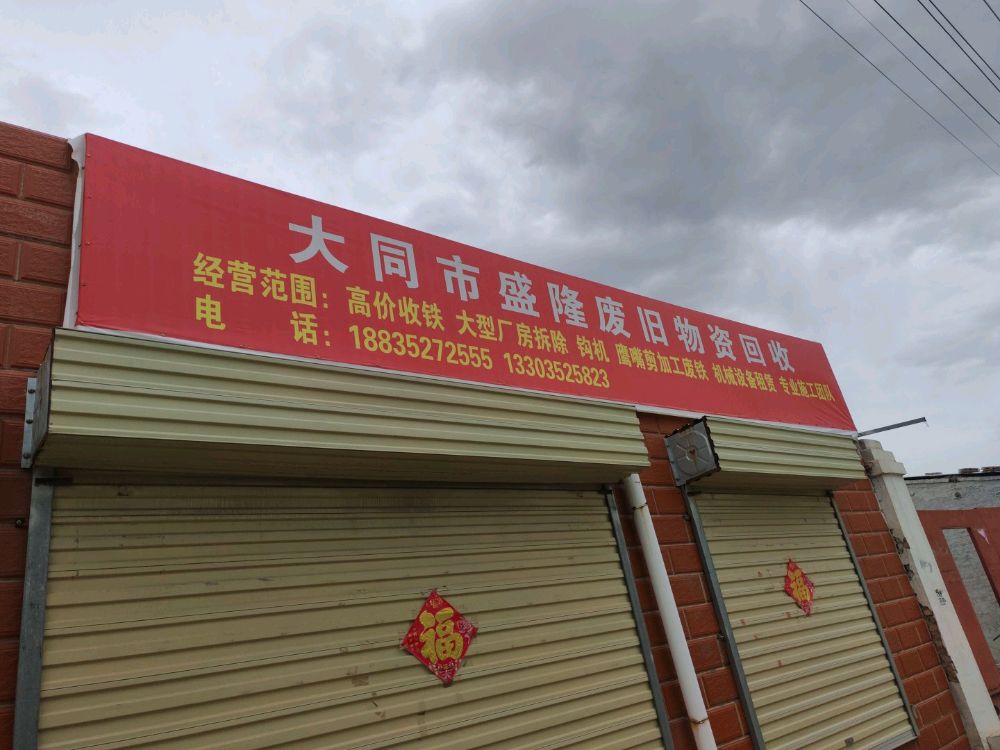 大同市盛隆废旧物资回收
经营范围：高价收铁 大型厂房拆除 钩机 鹰嘴剪加工废铁 机械设备租赁 专业施工团队
电 话：18835272555 13303525823
福
福